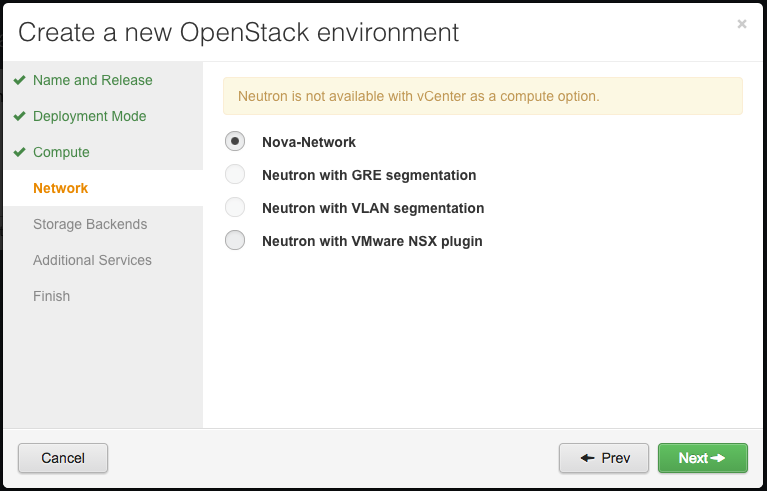 Create a new OpenStack environment
×
Name and Release
Deployment Mode
Compute
Network
Storage Backends
Additional Services
Finish
Neutron is not available with vCenter as a compute option.
Nova-Network
Neutron with GRE segmentation
Neutron with VLAN segmentation
Neutron with VMware NSX plugin
Cancel
Prev
Next